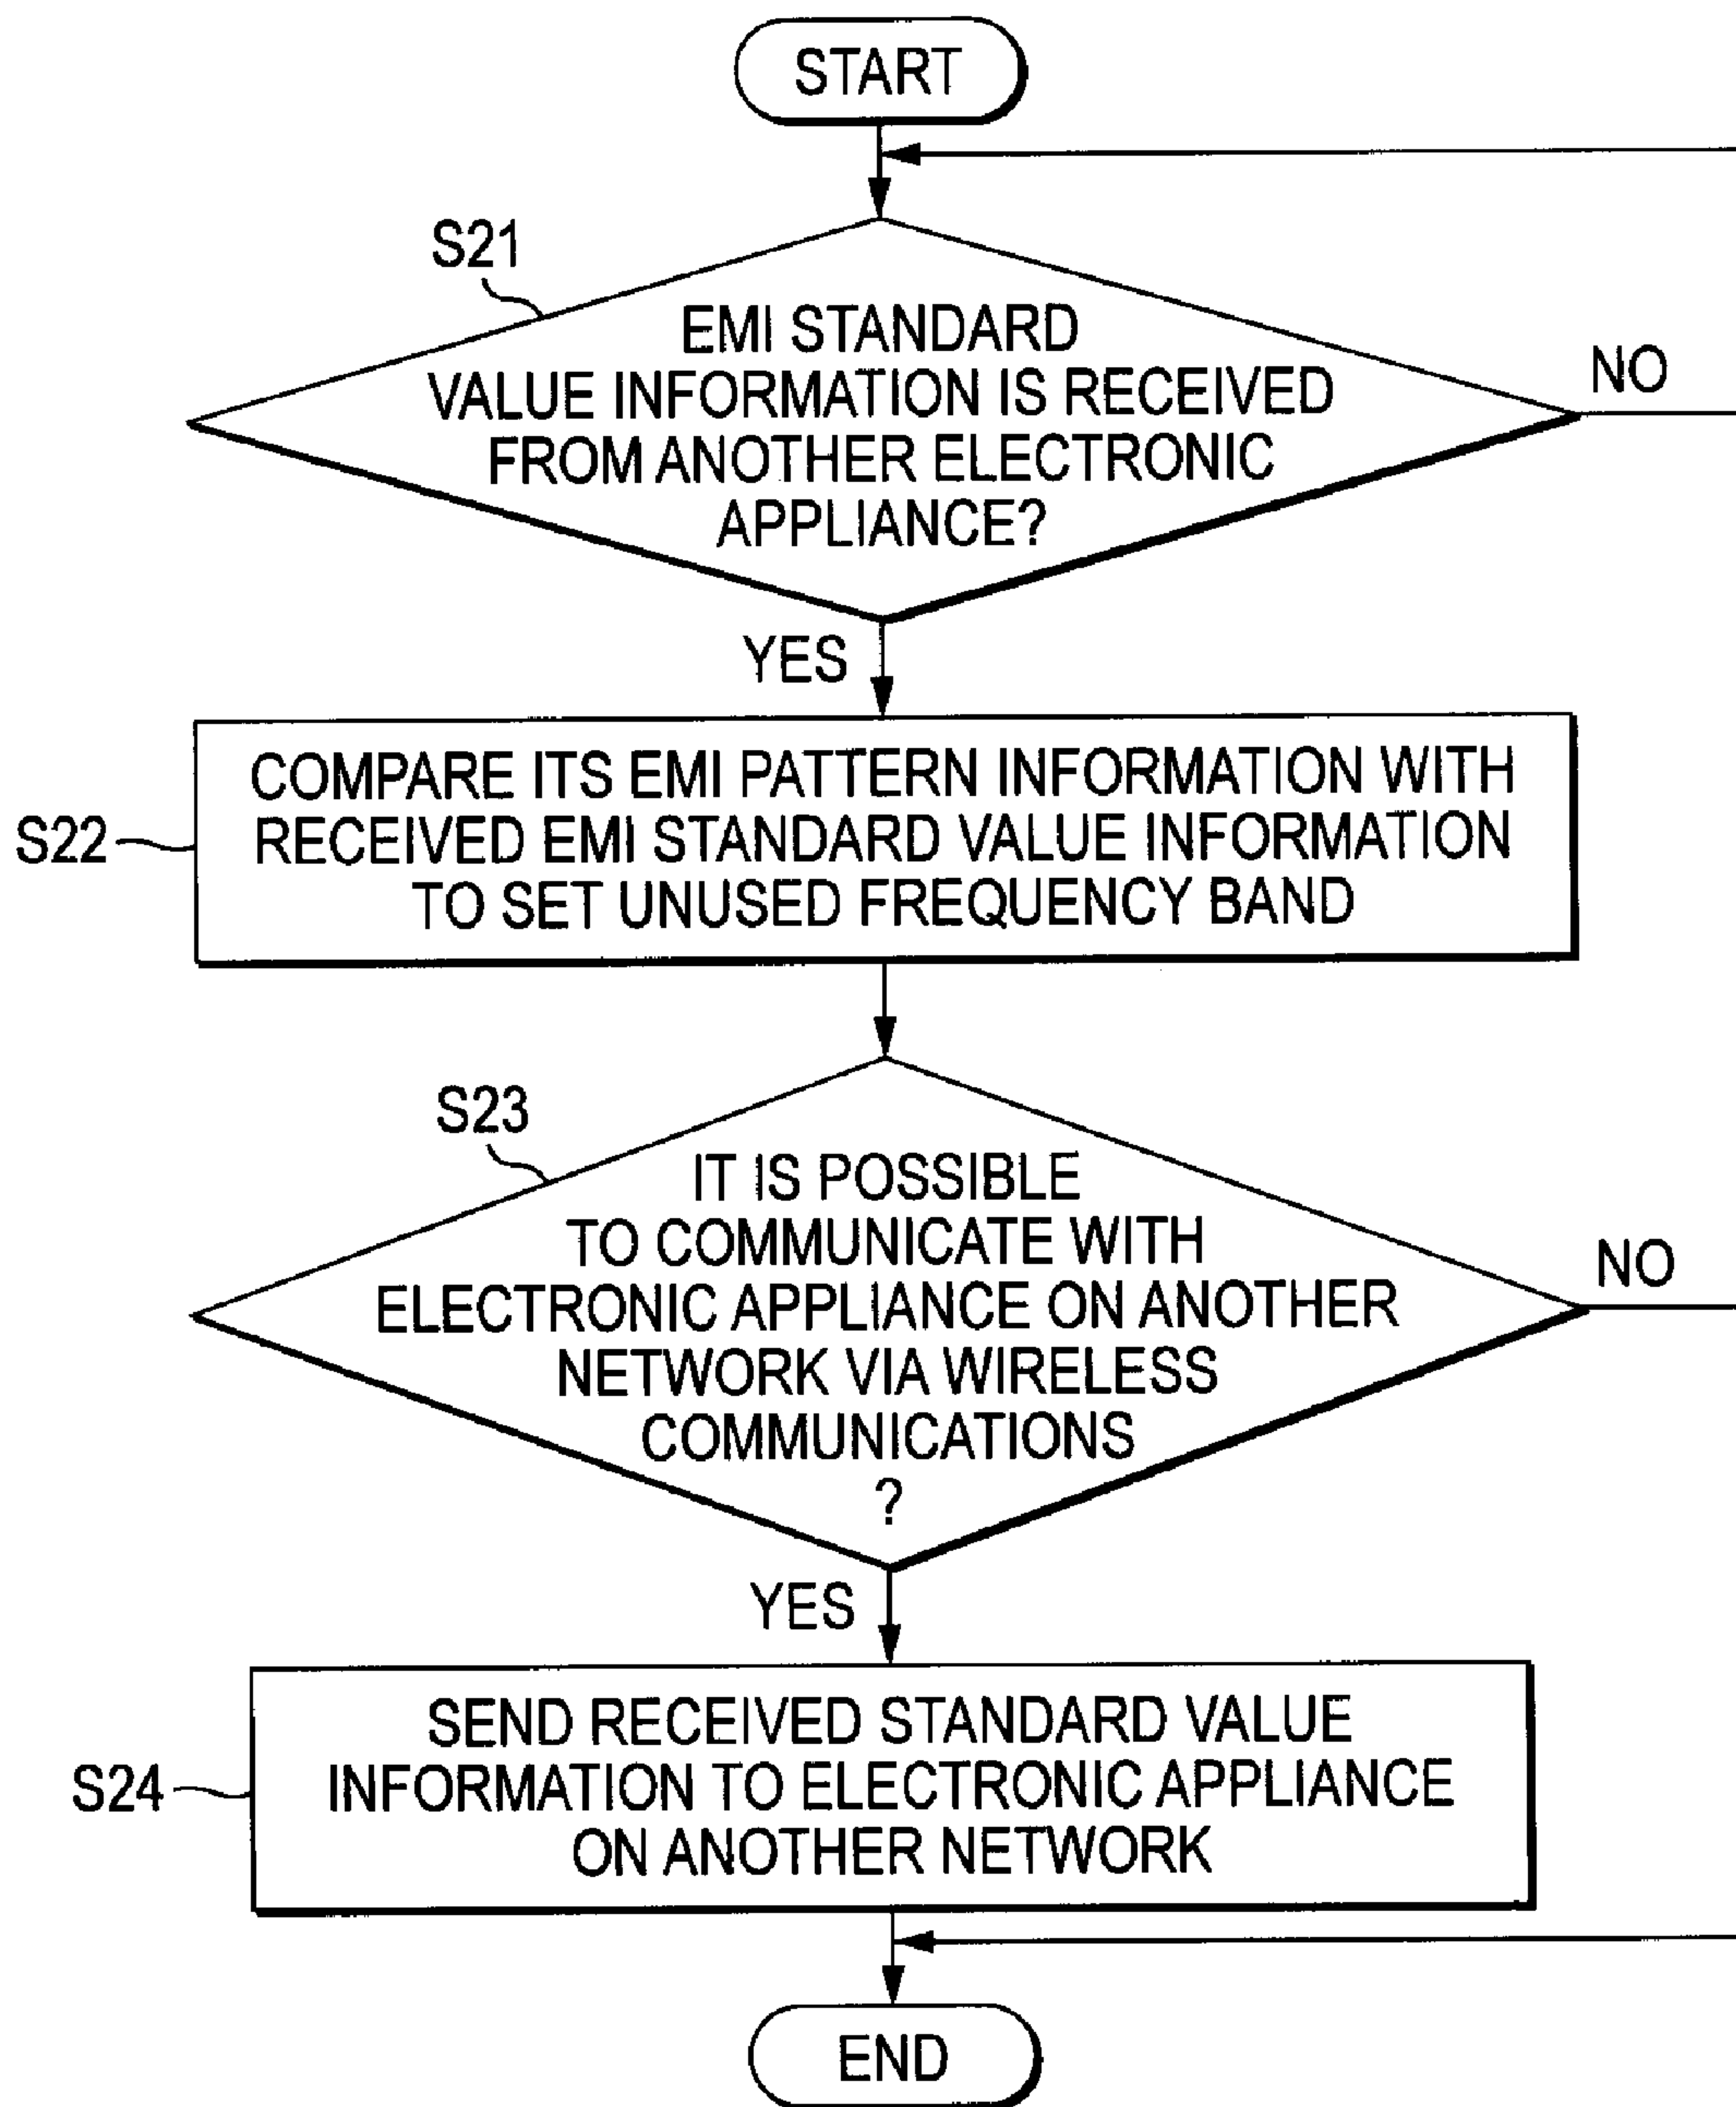 START
S21
EMI STANDARD
VALUE INFORMATION IS RECEIVED
FROM ANOTHER ELECTRONIC
APPLIANCE?
NO
YES
S22
COMPARE ITS EMI PATTERN INFORMATION WITH
RECEIVED EMI STANDARD VALUE INFORMATION
TO SET UNUSED FREQUENCY BAND
S23
IT IS POSSIBLE
TO COMMUNICATE WITH
ELECTRONIC APPLIANCE ON ANOTHER
NETWORK VIA WIRELESS
COMMUNICATIONS
?
NO
YES
S24
SEND RECEIVED STANDARD VALUE
INFORMATION TO ELECTRONIC APPLIANCE
ON ANOTHER NETWORK
END